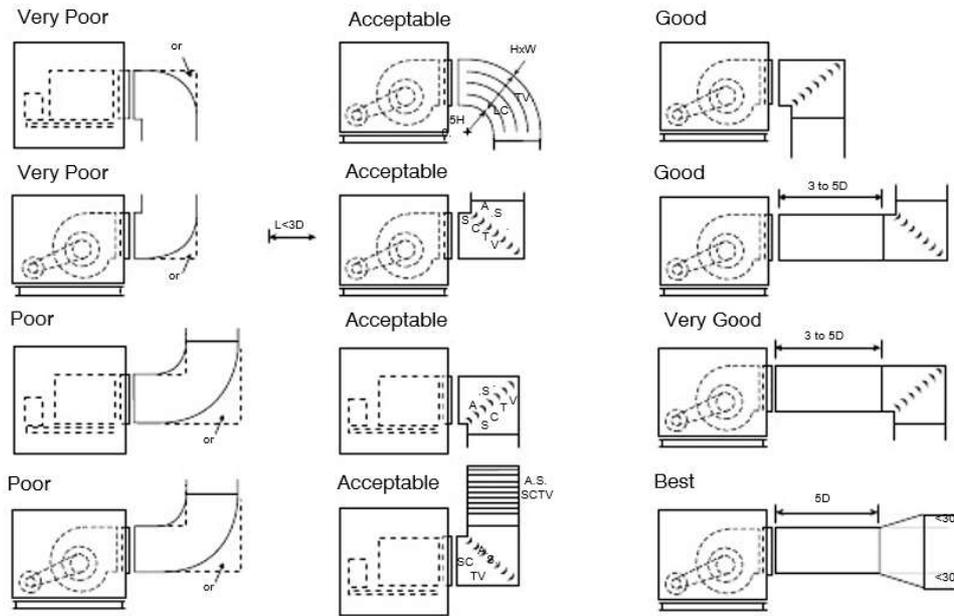 Very Poor
or
Acceptable
HxW
TV
LC
.5H
Good
Very Poor
or
L<3D
Acceptable
A
.S.
S
C
T
V
Good
3 to 5D
Poor
or
Acceptable
.S.
A
V
T
C
S
Very Good
3 to 5D
Poor
or
Acceptable
A.S.
SCTV
SC
TV
Best
5D
<30
<30